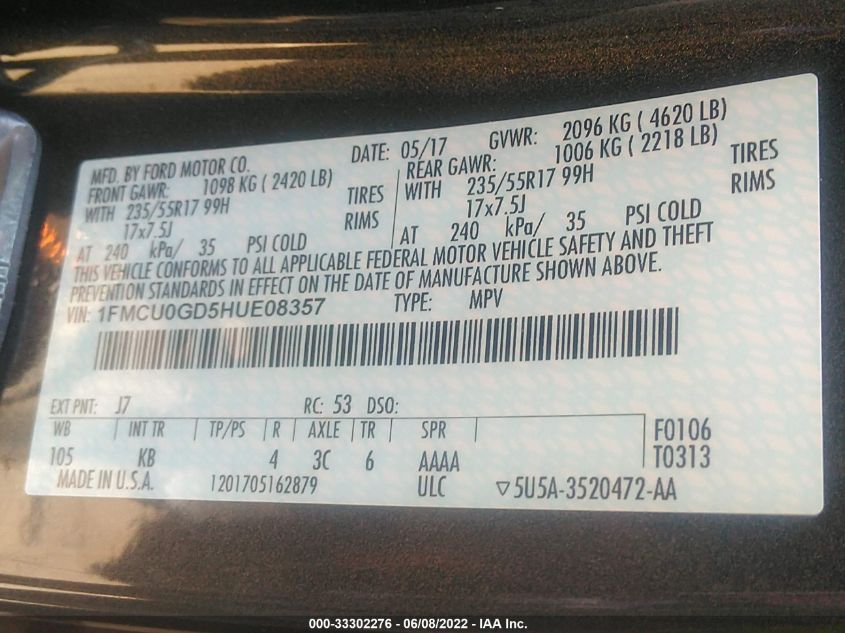 MFD. BY FORD MOTOR CO. DATE: 05/17 GVWR: 2096 KG ( 4620 LB)
FRONT GAWR: 1098 KG ( 2420 LB) REAR GAWR: 1006 KG ( 2218 LB)
WITH 235/55R17 99H TIRES WITH 235/55R17 99H TIRES
17x7.5J RIMS 17x7.5J RIMS
AT 240 kPa/ 35 PSI COLD AT 240 kPa/ 35 PSI COLD
THIS VEHICLE CONFORMS TO ALL APPLICABLE FEDERAL MOTOR VEHICLE SAFETY AND THEFT
PREVENTION STANDARDS IN EFFECT ON THE DATE OF MANUFACTURE SHOWN ABOVE.
VIN: 1FMCU0GD5HUE08357 TYPE: MPV
EXT PNT: J7 RC: 53 DSO:
WB INT TR TP/PS R AXLE TR SPR F0106
105 KB 4 3C 6 AAAA T0313
MADE IN U.S.A. 1201705162879 ULC ▽5U5A-3520472-AA
000-33302276 - 06/08/2022 - IAA Inc.